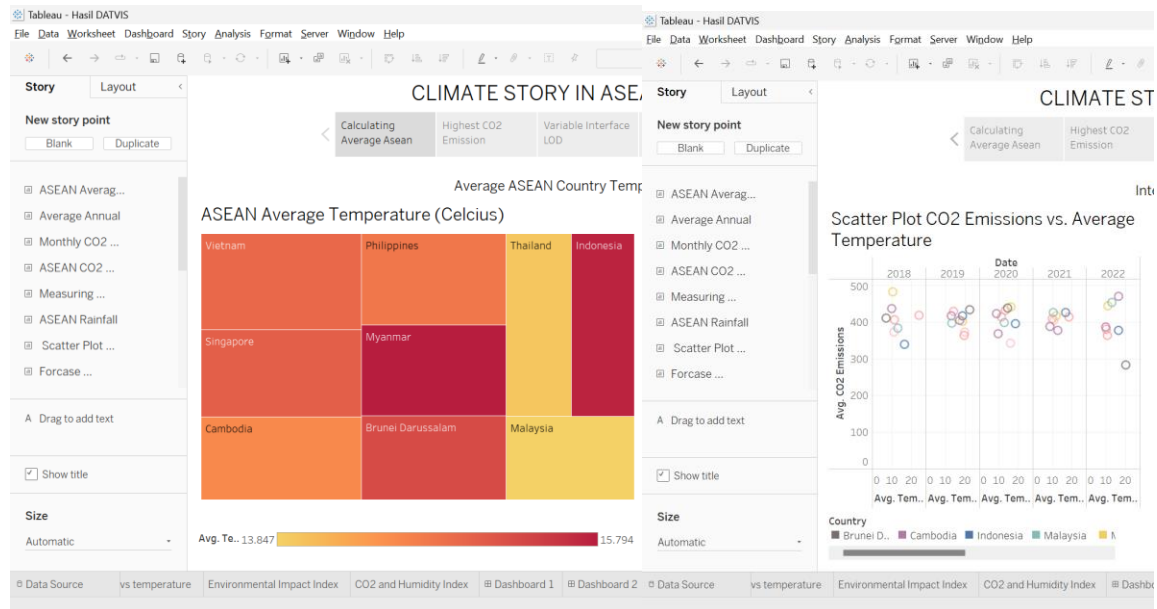 Tableau - Hasil DATVIS
File Data Worksheet Dashboard Story Analysis Format Server Window Help
Story Layout
New story point
Blank Duplicate
ASEAN Averag...
Average Annual
Monthly CO2 ...
ASEAN CO2 ...
Measuring ...
ASEAN Rainfall
Scatter Plot ...
Forcase ...
A Drag to add text
Show title
Size
Automatic
CLIMATE STORY IN ASEA
Calculating
Average Asean
Highest CO2
Emission
Variable Interface
LOD
Average ASEAN Country Temp
ASEAN Average Temperature (Celcius)
Vietnam
Philippines
Thailand
Indonesia
Singapore
Myanmar
Cambodia
Brunei Darussalam
Malaysia
Avg. Te.. 13.847 15.794
Data Source vs temperature Environmental Impact Index CO2 and Humidity Index Dashboard 1 Dashboard 2
Tableau - Hasil DATVIS
File Data Worksheet Dashboard Story Analysis Format Server Window Help
Story Layout
New story point
Blank Duplicate
ASEAN Averag...
Average Annual
Monthly CO2 ...
ASEAN CO2 ...
Measuring ...
ASEAN Rainfall
Scatter Plot ...
Forcase ...
A Drag to add text
Show title
Size
Automatic
CLIMATE ST
Calculating
Average Asean
Highest CO2
Emission
Inte
Scatter Plot CO2 Emissions vs. Average
Temperature
Date
2018 2019 2020 2021 2022
500
400
300
200
100
0
Avg. CO2 Emissions
0 10 20 0 10 20 0 10 20 0 10 20 0 10 20
Avg. Tem.. Avg. Tem.. Avg. Tem.. Avg. Tem.. Avg. Tem..
Country
Brunei D.. Cambodia Indonesia Malaysia
Data Source vs temperature Environmental Impact Index CO2 and Humidity Index Dashbo